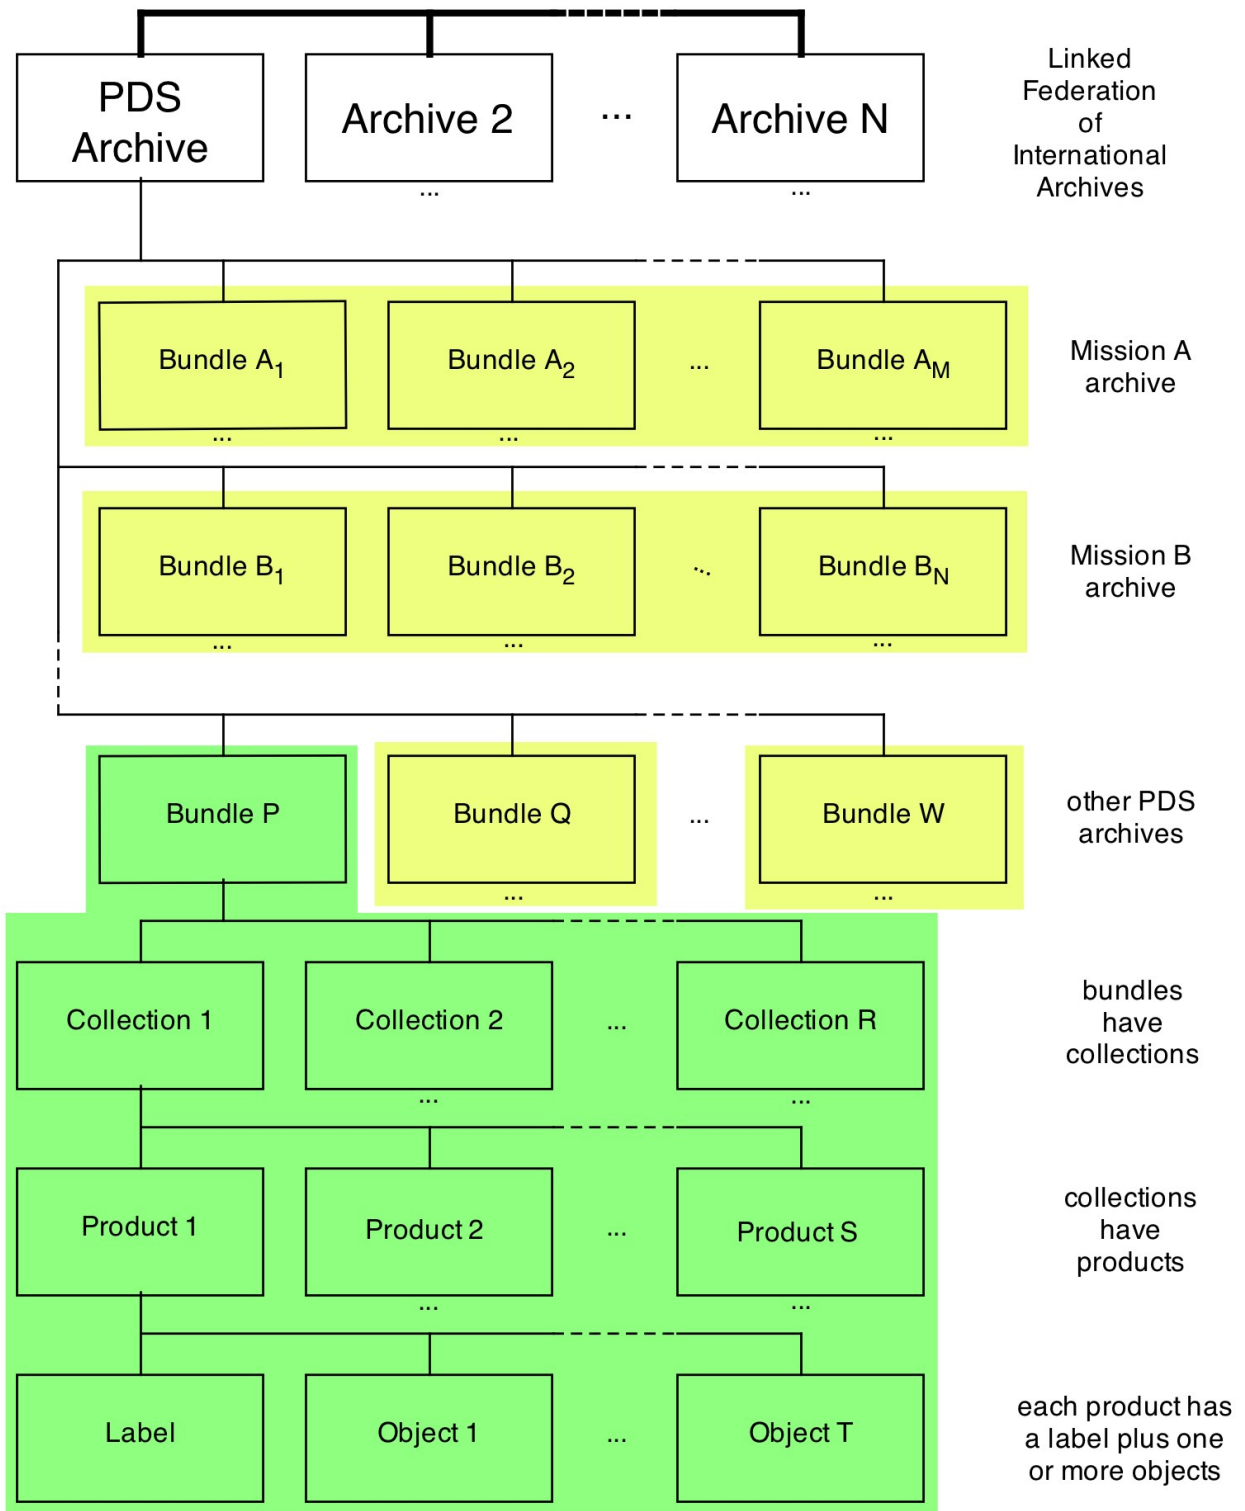 PDS
Archive
Archive 2
...
Archive N
Linked
Federation
of
International
Archives
...
...
Bundle A1
Bundle A2
...
Bundle AM
Mission A
archive
...
...
...
Bundle B1
Bundle B2
...
Bundle BN
Mission B
archive
...
...
...
Bundle P
Bundle Q
...
Bundle W
other PDS
archives
...
...
Collection 1
Collection 2
...
Collection R
bundles
have
collections
...
...
Product 1
Product 2
...
Product S
collections
have
products
...
...
Label
Object 1
...
Object T
each product has
a label plus one
or more objects